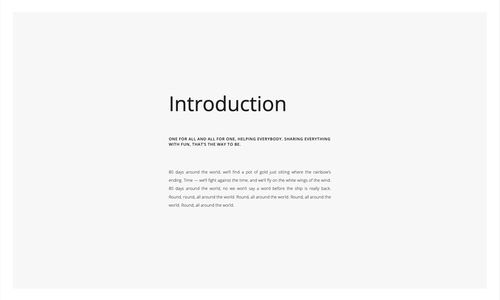 Introduction
ONE FOR ALL AND ALL FOR ONE, HELPING EVERYBODY. SHARING EVERYTHING
WITH FUN, THAT'S THE WAY TO BE.
80 days around the world, we'll find a pot of gold just sitting where the rainbow's
ending. Time — we'll fight against the time, and we'll fly on the white wings of the wind.
80 days around the world, no we won't say a word before the ship is really back.
Round, round, all around the world. Round, all around the world. Round, all around the
world. Round, all around the world.